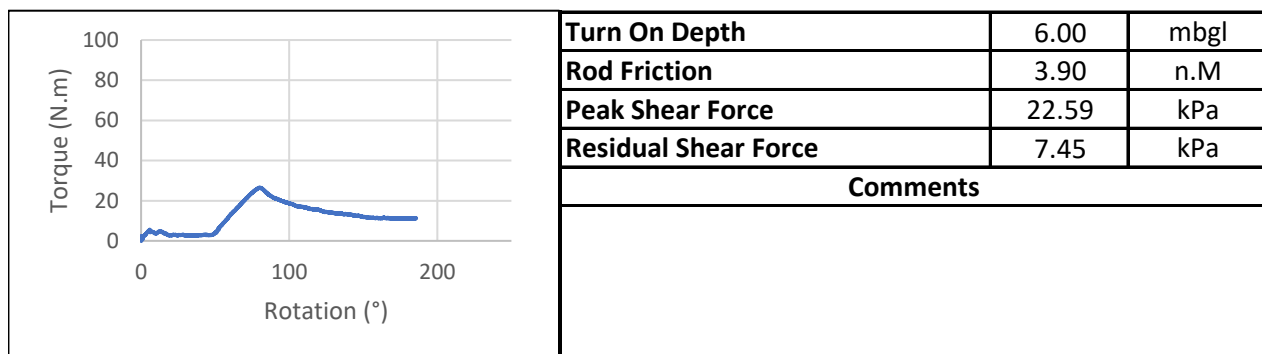 100
80
60
40
20
0
0 100 200
Torque (N.m)
Rotation (°)
Turn On Depth 6.00 mbgl
Rod Friction 3.90 n.M
Peak Shear Force 22.59 kPa
Residual Shear Force 7.45 kPa
Comments